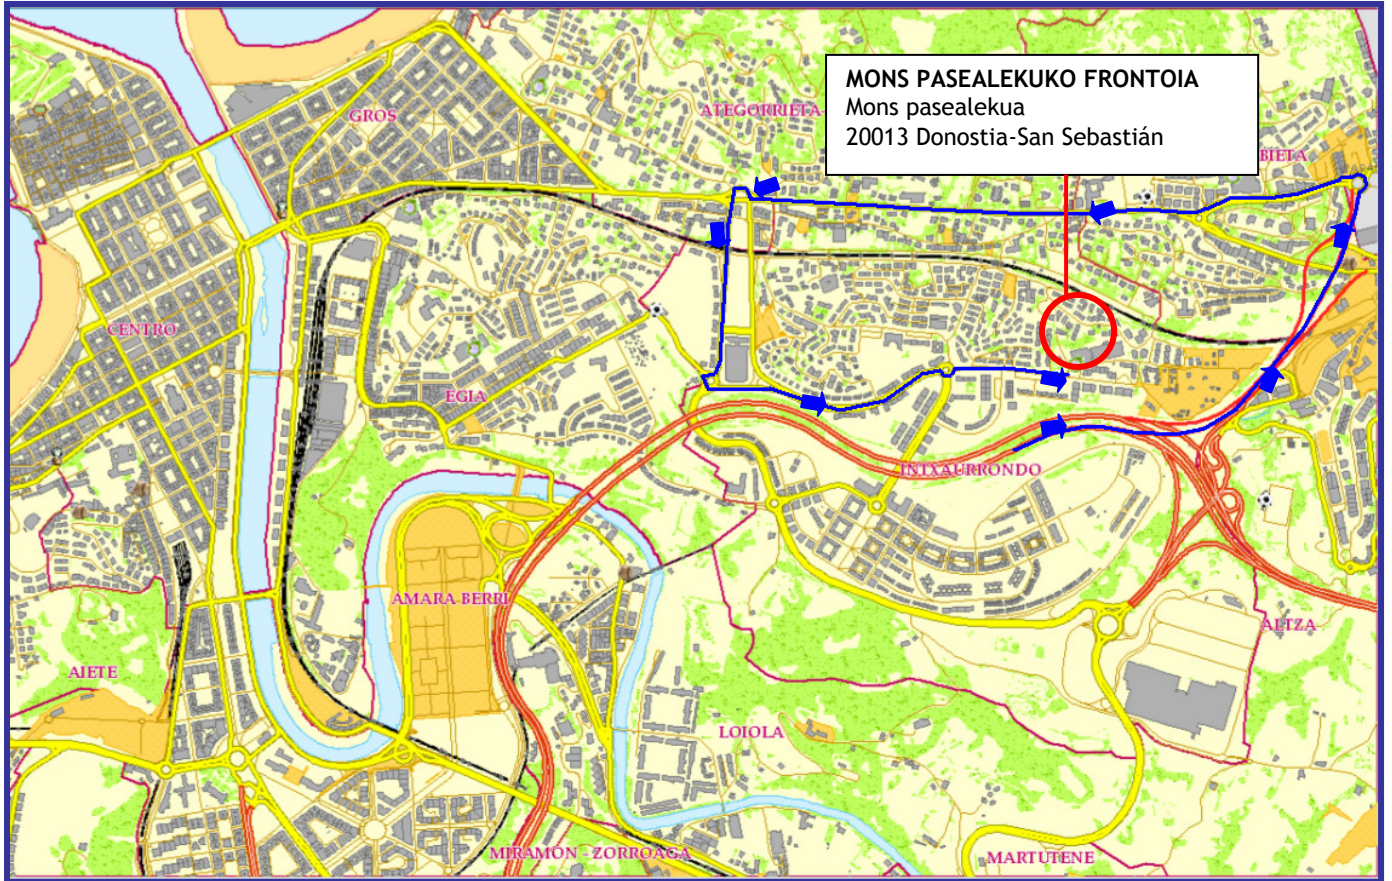 MONS PASEALEKUKO FRONTOIA
Mons pasealekua
20013 Donostia-San Sebastián
GROS
ATEGORRIETA-
BIETA
CENTRO
EGIA
INTXAURRONDO
AMARA BERRI
ALTZA
AIETE
LOIOLA
MIRAMON - ZORROAGA
MARTUTENE